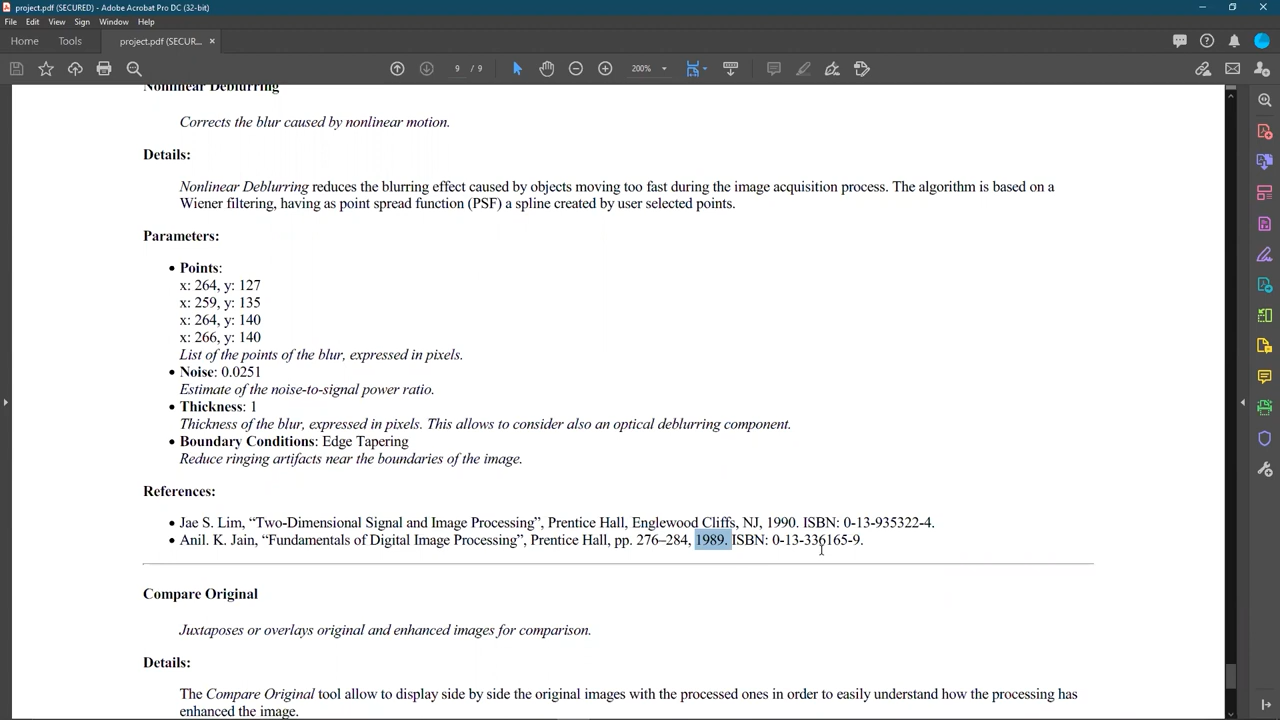 project.pdf (SECURED) - Adobe Acrobat Pro DC (32-bit)
File Edit View Sign Window Help
Home Tools project.pdf (SECUR... ×
9 / 9 200%
Nonlinear Deblurring
Corrects the blur caused by nonlinear motion.
Details:
Nonlinear Deblurring reduces the blurring effect caused by objects moving too fast during the image acquisition process. The algorithm is based on a
Wiener filtering, having as point spread function (PSF) a spline created by user selected points.
Parameters:
• Points:
x: 264, y: 127
x: 259, y: 135
x: 264, y: 140
x: 266, y: 140
List of the points of the blur, expressed in pixels.
• Noise: 0.0251
Estimate of the noise-to-signal power ratio.
• Thickness: 1
Thickness of the blur, expressed in pixels. This allows to consider also an optical deblurring component.
• Boundary Conditions: Edge Tapering
Reduce ringing artifacts near the boundaries of the image.
References:
• Jae S. Lim, “Two-Dimensional Signal and Image Processing”, Prentice Hall, Englewood Cliffs, NJ, 1990. ISBN: 0-13-935322-4.
• Anil. K. Jain, “Fundamentals of Digital Image Processing”, Prentice Hall, pp. 276–284, 1989. ISBN: 0-13-336165-9.
Compare Original
Juxtaposes or overlays original and enhanced images for comparison.
Details:
The Compare Original tool allow to display side by side the original images with the processed ones in order to easily understand how the processing has
enhanced the image.